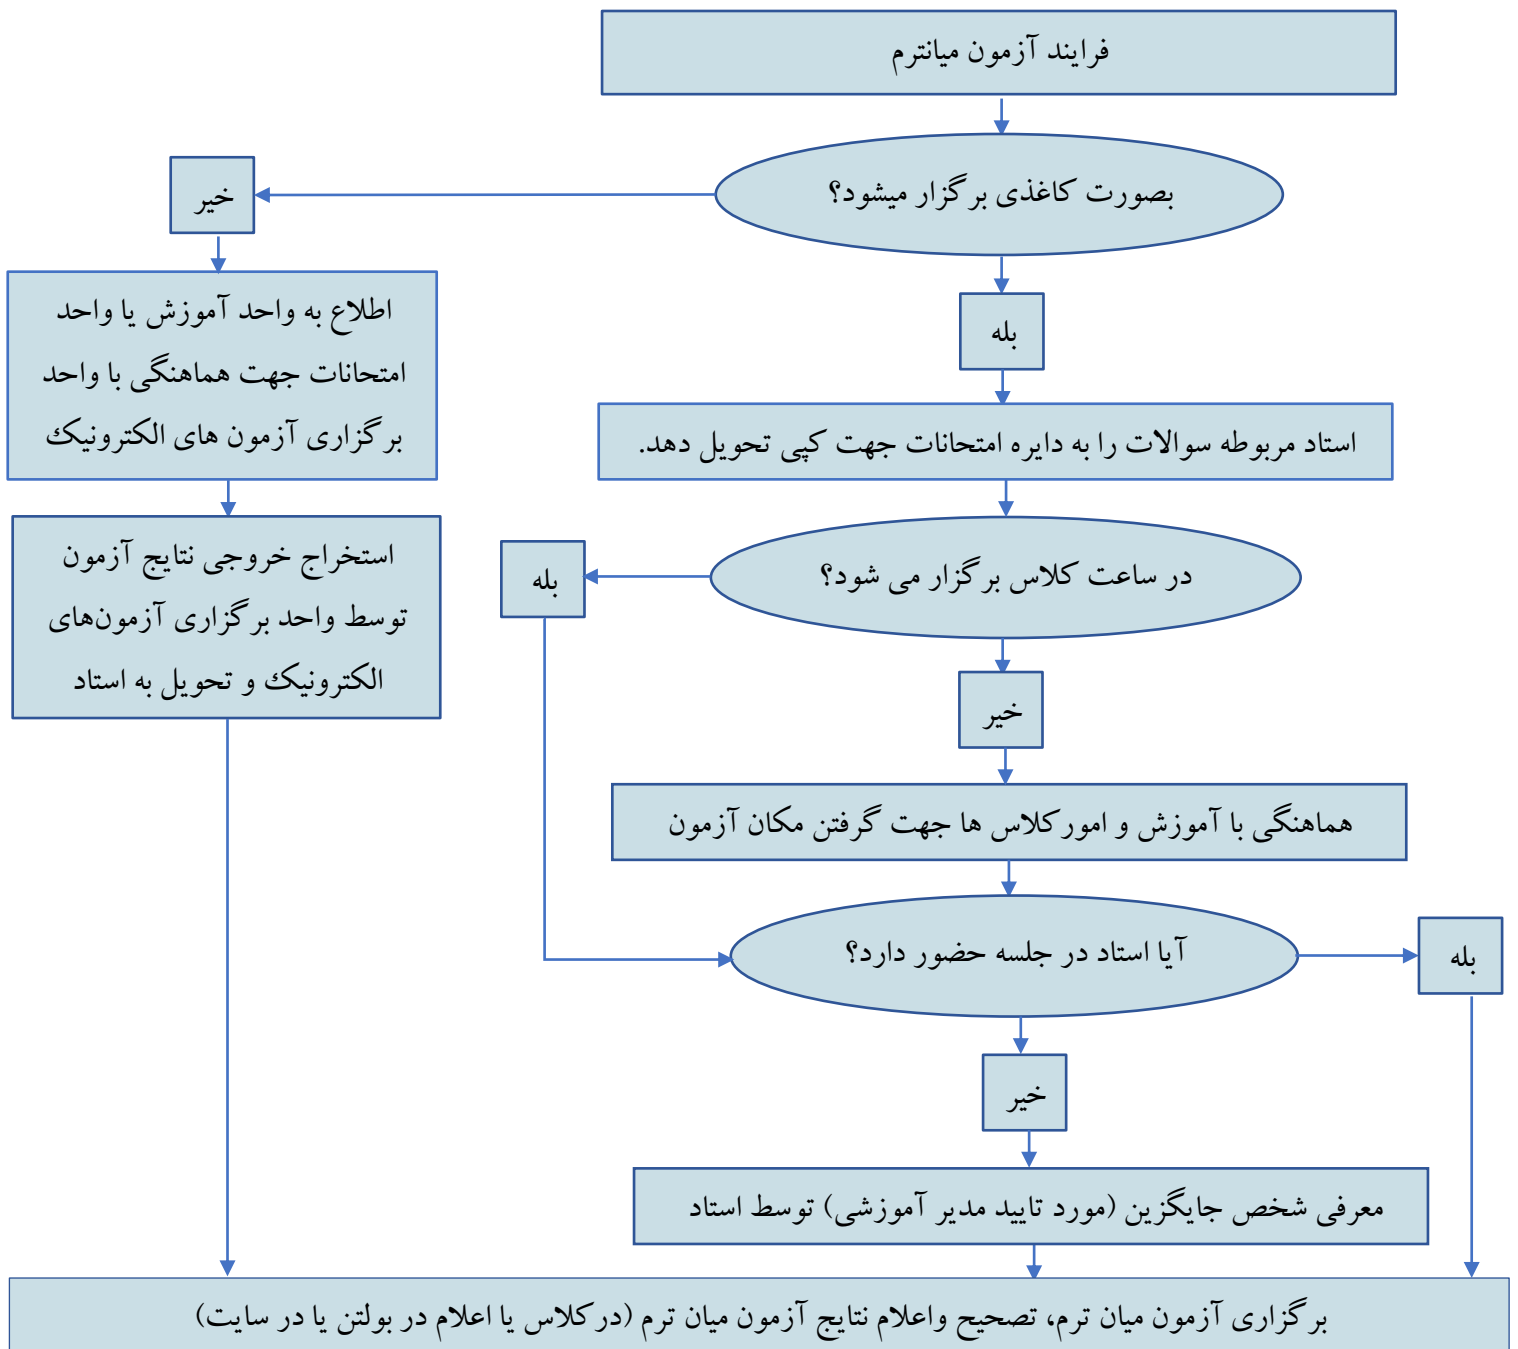 فرایند آزمون میانترم
بصورت کاغذی برگزار میشود؟
خیر
اطلاع به واحد آموزش یا واحد
امتحانات جهت هماهنگی با واحد
برگزاری آزمون های الکترونیک
استخراج خروجی نتایج آزمون
توسط واحد برگزاری آزمون‌های
الکترونیک و تحویل به استاد
بله
استاد مربوطه سوالات را به دایره امتحانات جهت کپی تحویل دهد.
در ساعت کلاس برگزار می شود؟
بله
خیر
هماهنگی با آموزش و امورکلاس ها جهت گرفتن مکان آزمون
آیا استاد در جلسه حضور دارد؟
بله
خیر
معرفی شخص جایگزین (مورد تایید مدیر آموزشی) توسط استاد
برگزاری آزمون میان ترم، تصحیح واعلام نتایج آزمون میان ترم (درکلاس یا اعلام در بولتن یا در سایت)